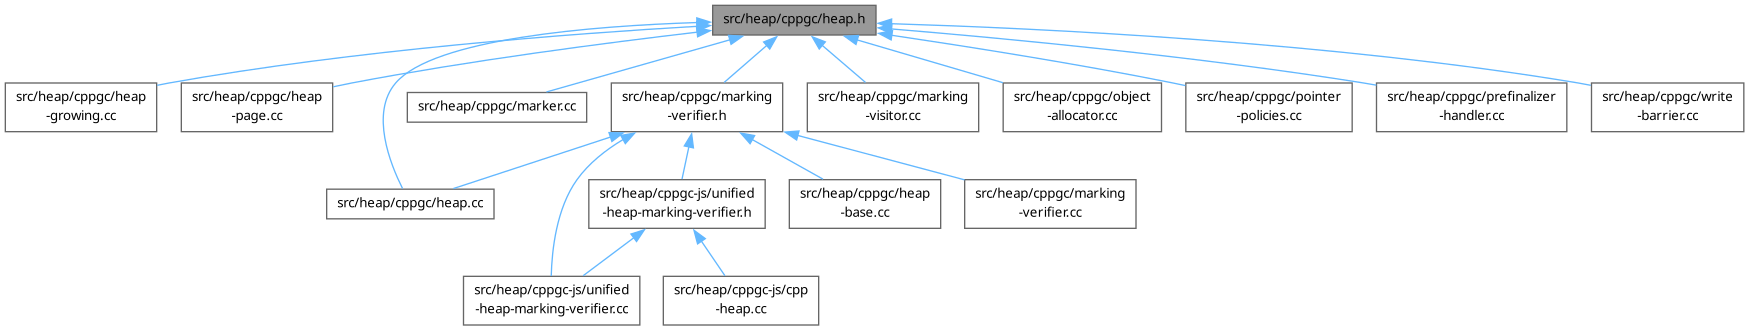 src/heap/cppgc/heap.h
src/heap/cppgc/heap
-growing.cc
src/heap/cppgc/heap
-page.cc
src/heap/cppgc/marker.cc
src/heap/cppgc/marking
-verifier.h
src/heap/cppgc/marking
-visitor.cc
src/heap/cppgc/object
-allocator.cc
src/heap/cppgc/pointer
-policies.cc
src/heap/cppgc/prefinalizer
-handler.cc
src/heap/cppgc/write
-barrier.cc
src/heap/cppgc/heap.cc
src/heap/cppgc-js/unified
-heap-marking-verifier.h
src/heap/cppgc/heap
-base.cc
src/heap/cppgc/marking
-verifier.cc
src/heap/cppgc-js/unified
-heap-marking-verifier.cc
src/heap/cppgc-js/cpp
-heap.cc